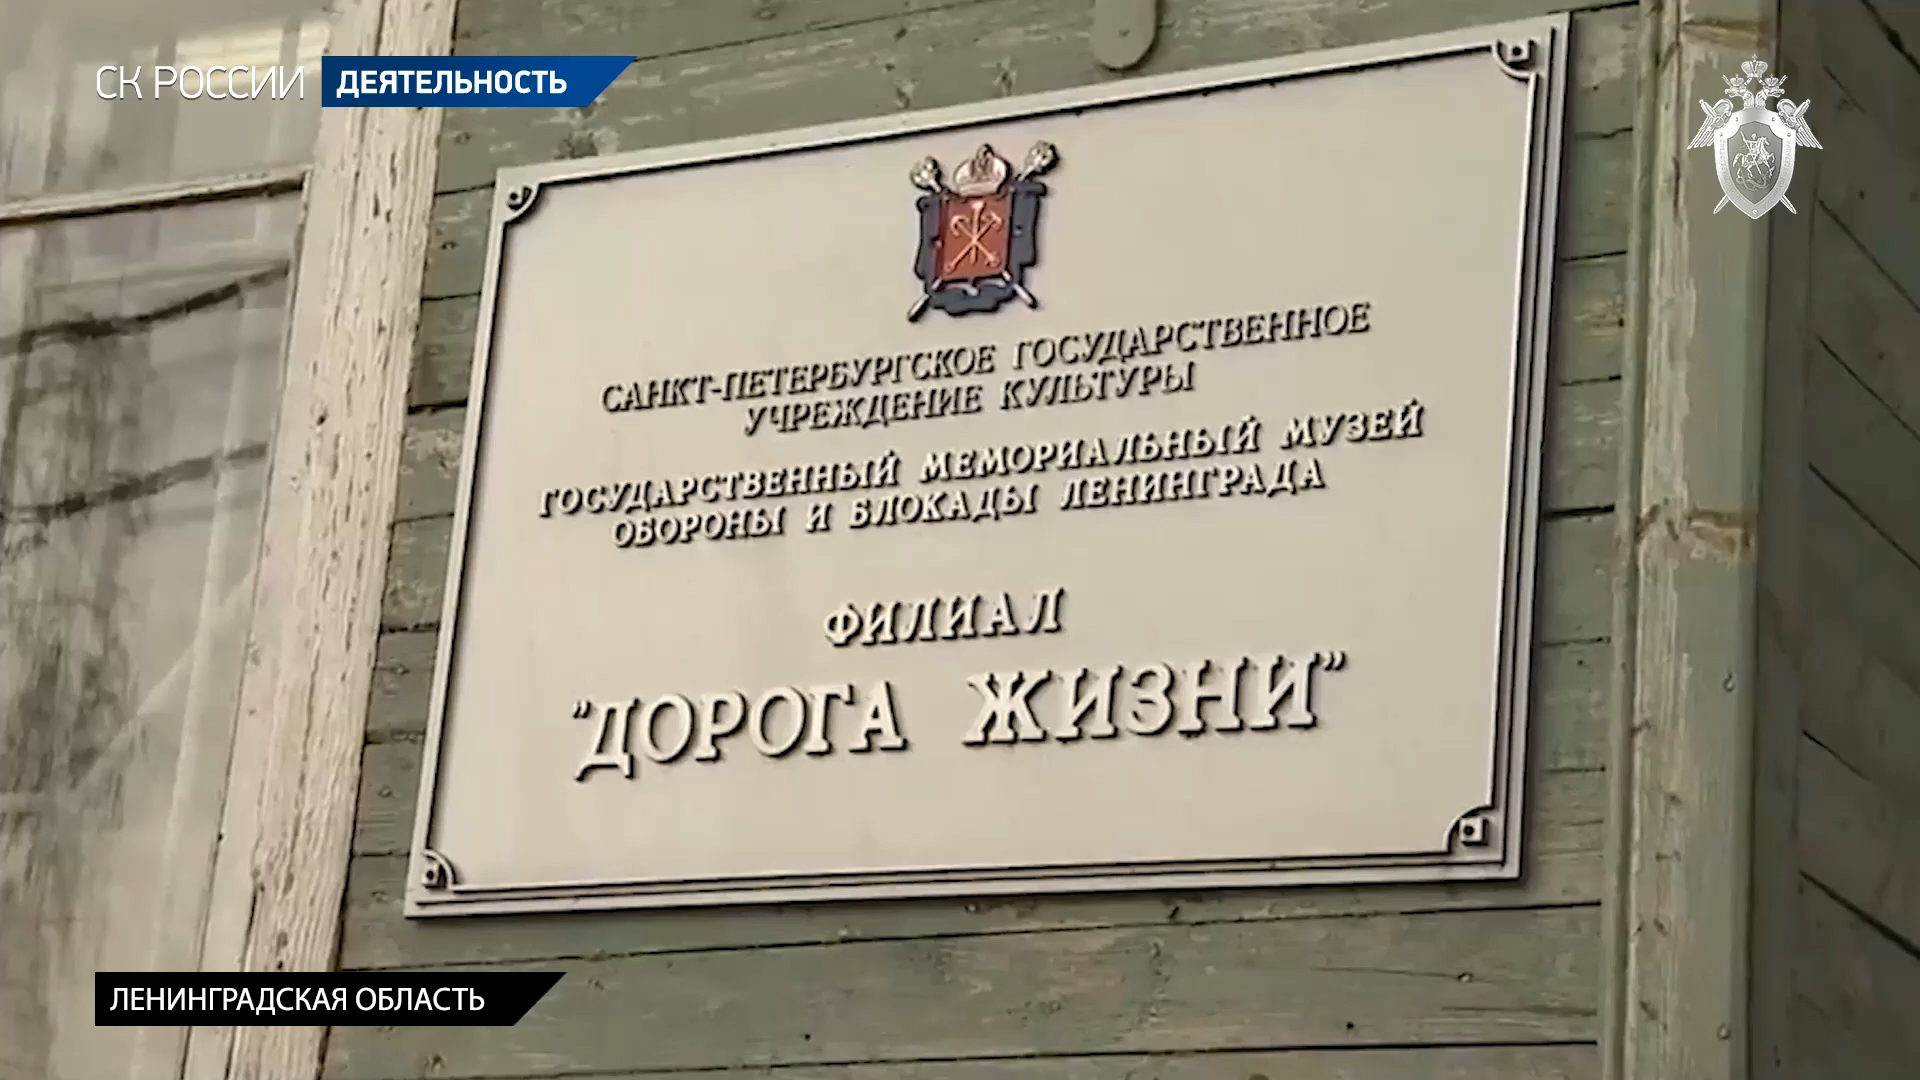 СК РОССИИ ДЕЯТЕЛЬНОСТЬ
САНКТ-ПЕТЕРБУРГСКОЕ ГОСУДАРСТВЕННОЕ
УЧРЕЖДЕНИЕ КУЛЬТУРЫ
ГОСУДАРСТВЕННЫЙ МЕМОРИАЛЬНЫЙ МУЗЕЙ
ОБОРОНЫ И БЛОКАДЫ ЛЕНИНГРАДА
ФИЛИАЛ
"ДОРОГА ЖИЗНИ"
ЛЕНИНГРАДСКАЯ ОБЛАСТЬ